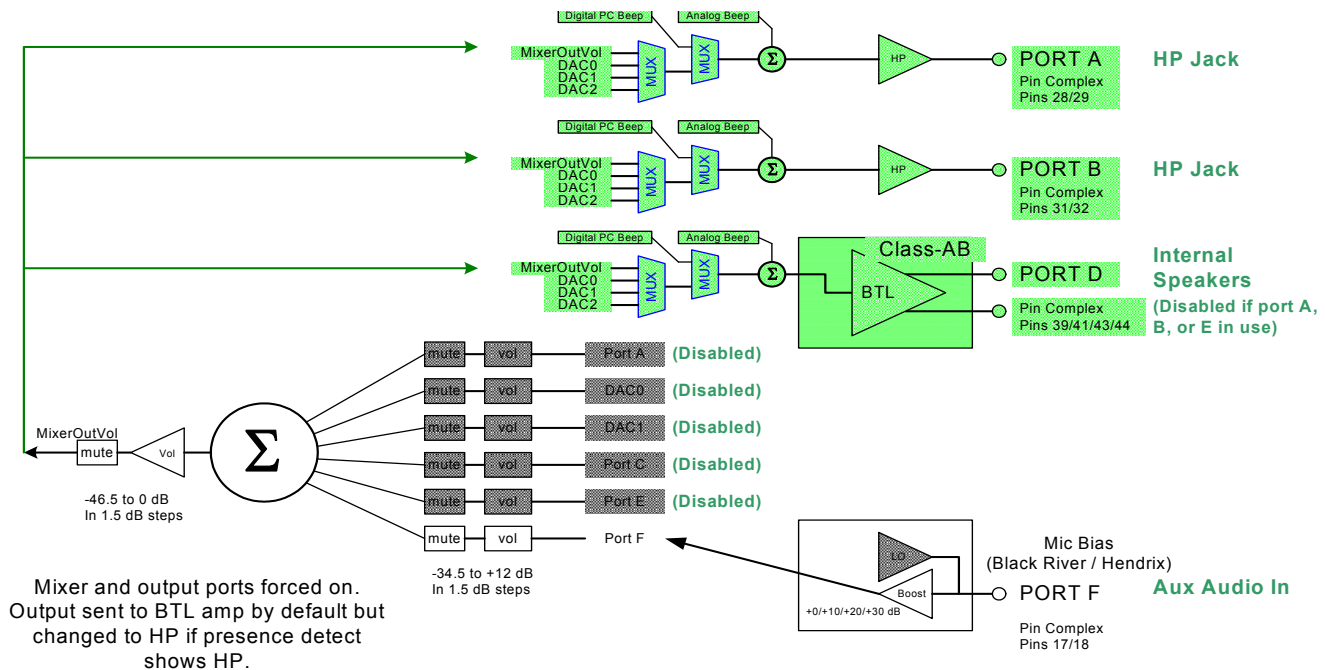 Digital PC Beep
Analog Beep
MixerOutVol
DAC0
DAC1
DAC2
MUX
MUX
Σ
HP
PORT A
Pin Complex
Pins 28/29
HP Jack
Digital PC Beep
Analog Beep
MixerOutVol
DAC0
DAC1
DAC2
MUX
MUX
Σ
HP
PORT B
Pin Complex
Pins 31/32
HP Jack
Digital PC Beep
Analog Beep
MixerOutVol
DAC0
DAC1
DAC2
MUX
MUX
Σ
Class-AB
BTL
PORT D
Pin Complex
Pins 39/41/43/44
Internal
Speakers
(Disabled if port A,
B, or E in use)
mute
vol
Port A
(Disabled)
mute
vol
DAC0
(Disabled)
mute
vol
DAC1
(Disabled)
mute
vol
Port C
(Disabled)
mute
vol
Port E
(Disabled)
mute
vol
Port F
MixerOutVol
mute
Vol
Σ
-46.5 to 0 dB
In 1.5 dB steps
-34.5 to +12 dB
In 1.5 dB steps
LO
Boost
+0/+10/+20/+30 dB
Mic Bias
(Black River / Hendrix)
PORT F
Pin Complex
Pins 17/18
Aux Audio In
Mixer and output ports forced on.
Output sent to BTL amp by default but
changed to HP if presence detect
shows HP.